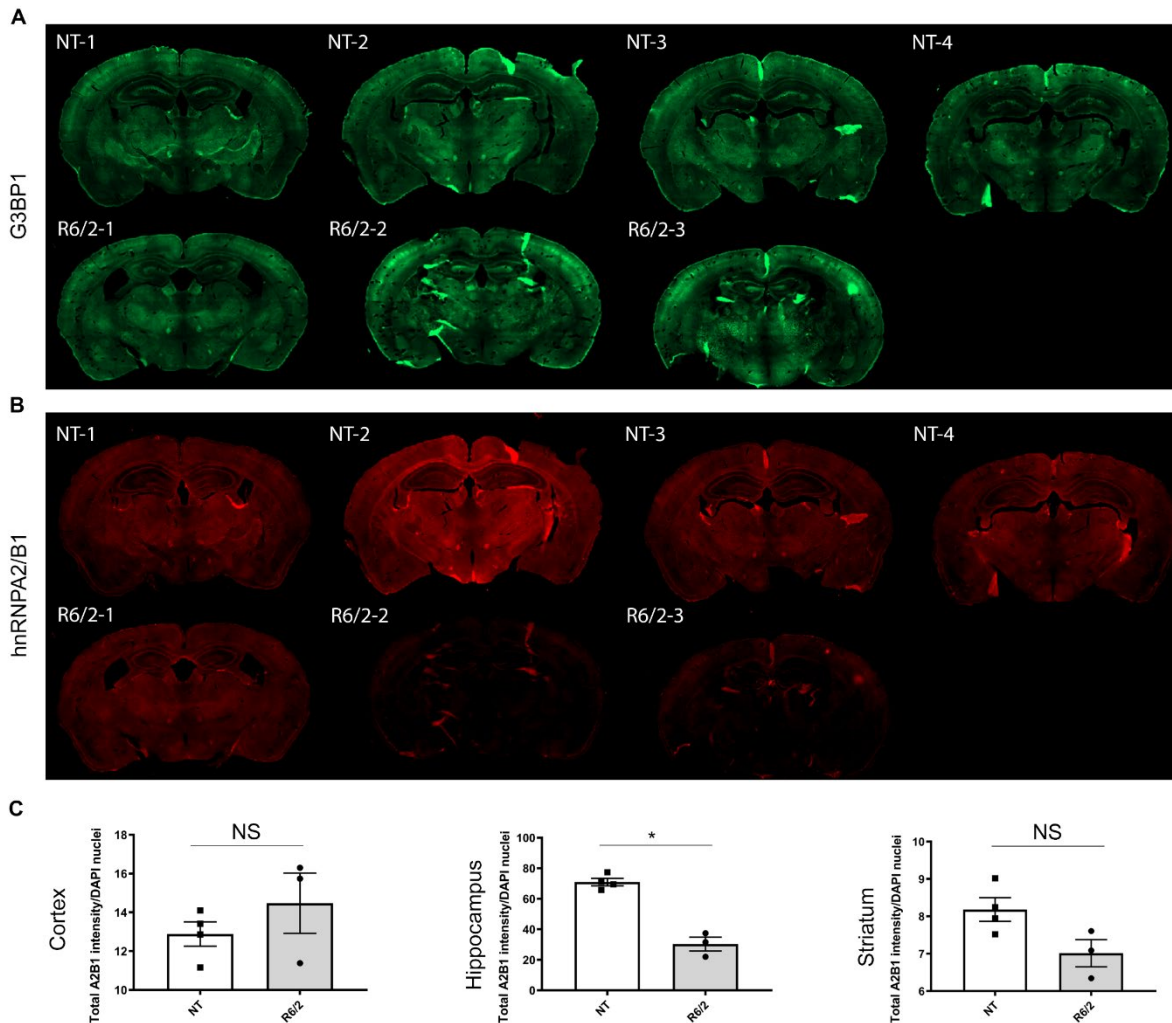 A
NT-1 NT-2 NT-3 NT-4
G3BP1
R6/2-1 R6/2-2 R6/2-3
B
NT-1 NT-2 NT-3 NT-4
hnRNPA2/B1
R6/2-1 R6/2-2 R6/2-3
C
Cortex
Total A2B1 intensity/DAPI nuclei
18
16
14
12
10
NS
NT R6/2
Hippocampus
Total A2B1 intensity/DAPI nuclei
100
80
60
40
20
0
*
NT R6/2
Striatum
Total A2B1 intensity/DAPI nuclei
10
9
8
7
6
NS
NT R6/2